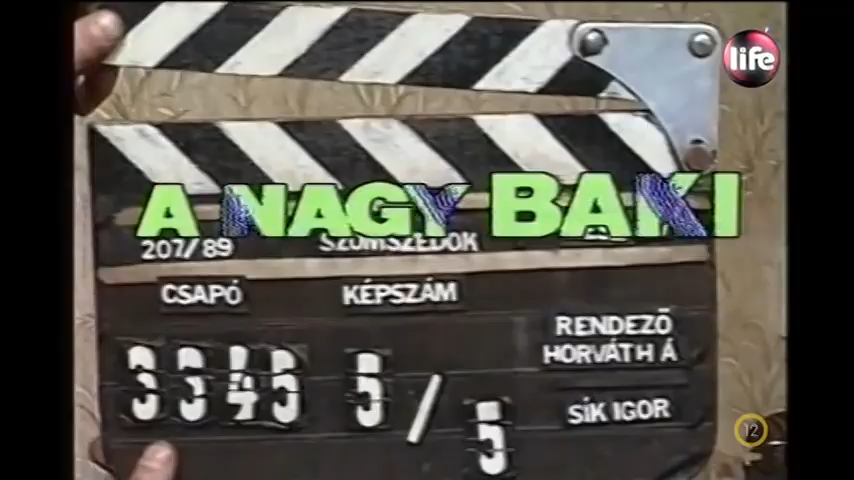 life
A NAGY BAKI
207/89
SZOMSZÉDOK
CSAPÓ
KÉPSZÁM
RENDEZŐ
HORVÁTH Á
3345
5/5
SÍK IGOR
12